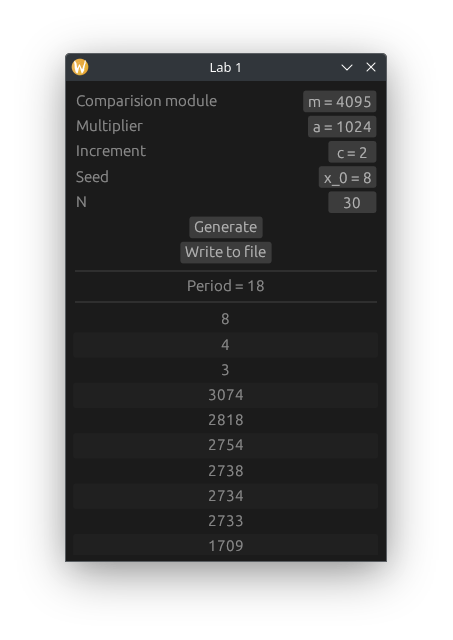 Lab 1
Comparision module m = 4095
Multiplier a = 1024
Increment c = 2
Seed x_0 = 8
N 30
Generate
Write to file
Period = 18
8
4
3
3074
2818
2754
2738
2734
2733
1709